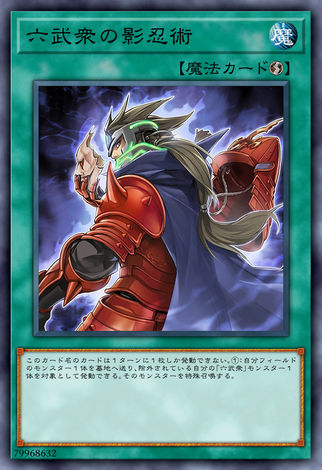 六武衆の影忍術
魔
【魔法カード】
このカード名のカードは１ターンに１枚しか発動できない。①：自分フィールド
のモンスター１体を墓地へ送り、除外されている自分の「六武衆」モンスター１
体を対象として発動できる。そのモンスターを特殊召喚する。
79968632